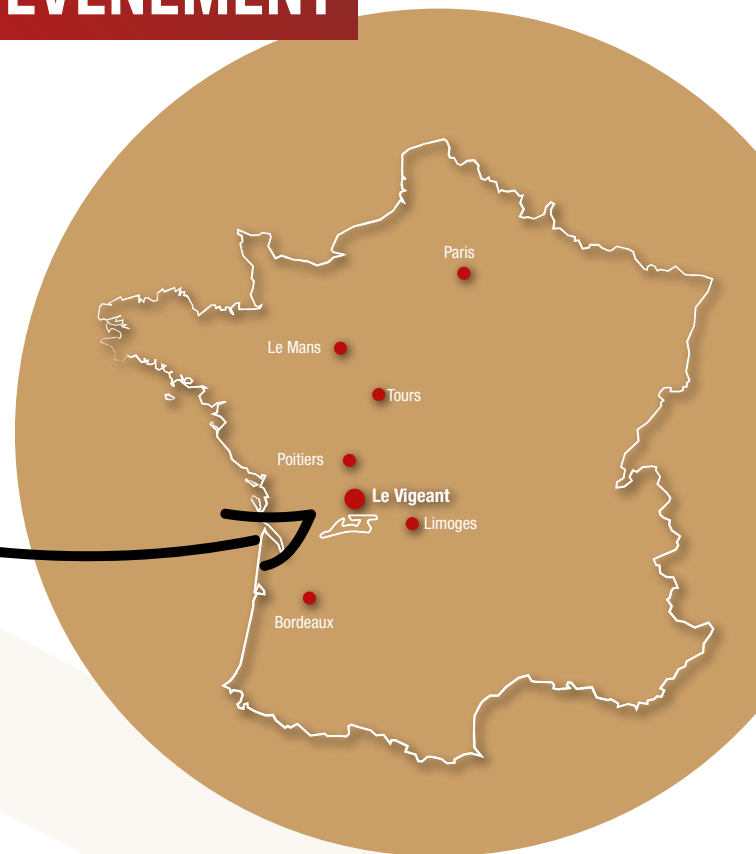 ÉVÉNEMENT
Paris
Le Mans
Tours
Poitiers
Le Vigeant
Limoges
Bordeaux